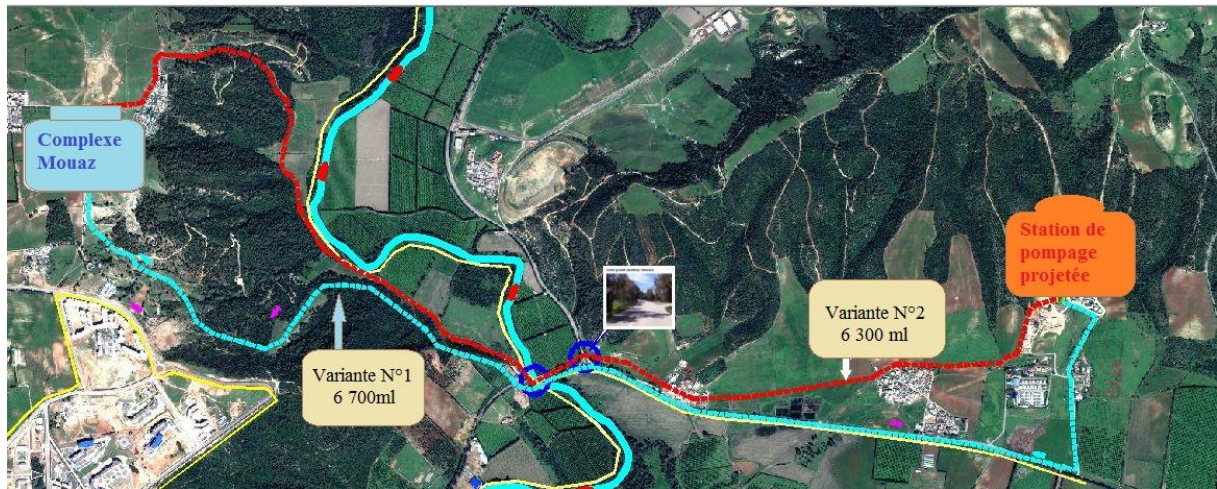 Complexe
Mouaz
Station de
pompage
projetée
Variante N°2
6 300 ml
Variante N°1
6 700ml